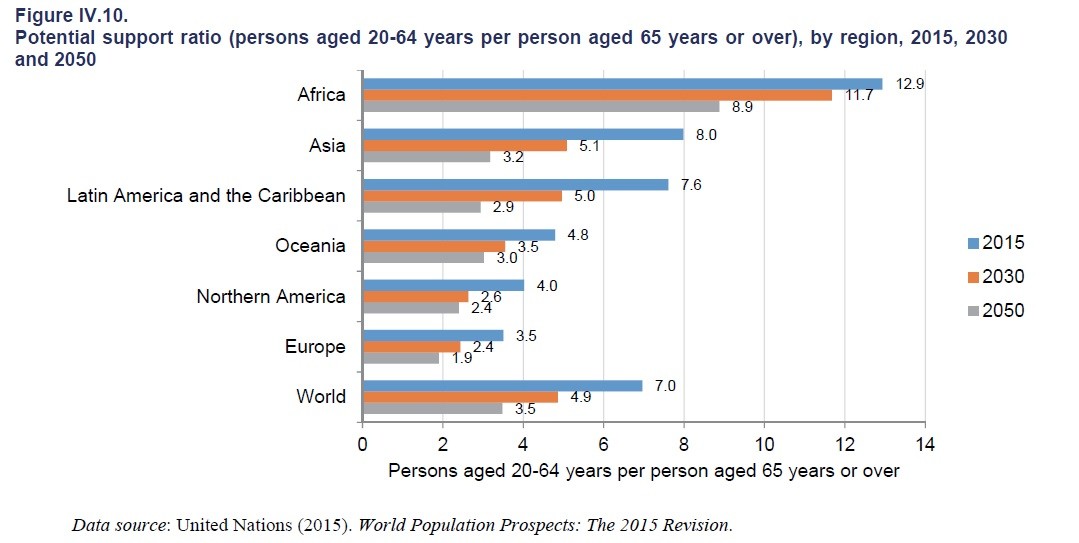 Figure IV.10.
Potential support ratio (persons aged 20-64 years per person aged 65 years or over), by region, 2015, 2030
and 2050
Africa
12.9
11.7
8.9
Asia
8.0
5.1
3.2
Latin America and the Caribbean
7.6
5.0
2.9
Oceania
4.8
3.5
3.0
Northern America
4.0
2.6
2.4
Europe
3.5
2.4
1.9
World
7.0
4.9
3.5
2015
2030
2050
0 2 4 6 8 10 12 14
Persons aged 20-64 years per person aged 65 years or over
Data source: United Nations (2015). World Population Prospects: The 2015 Revision.